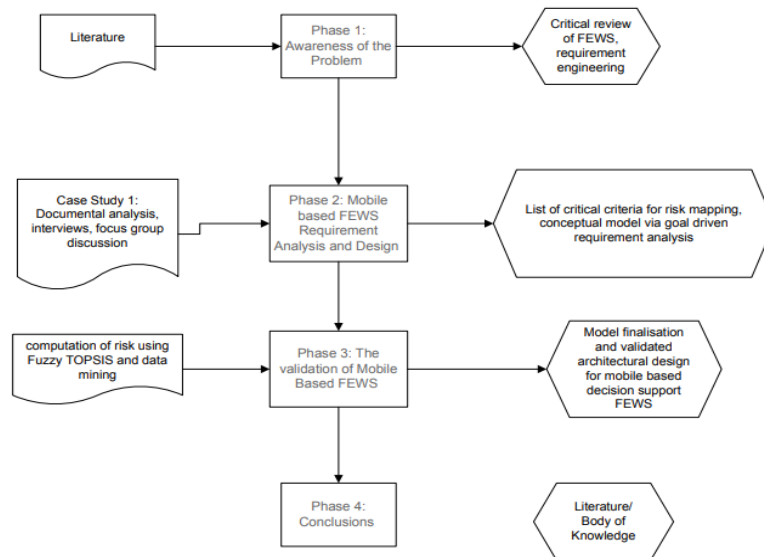 Literature
Phase 1:
Awareness of the
Problem
Critical review
of FEWS,
requirement
engineering
Case Study 1:
Documental analysis,
interviews, focus group
discussion
Phase 2: Mobile
based FEWS
Requirement
Analysis and Design
List of critical criteria for risk mapping,
conceptual model via goal driven
requirement analysis
computation of risk using
Fuzzy TOPSIS and data
mining
Phase 3: The
validation of Mobile
Based FEWS
Model finalisation
and validated
architectural design
for mobile based
decision support
FEWS
Phase 4:
Conclusions
Literature/
Body of
Knowledge